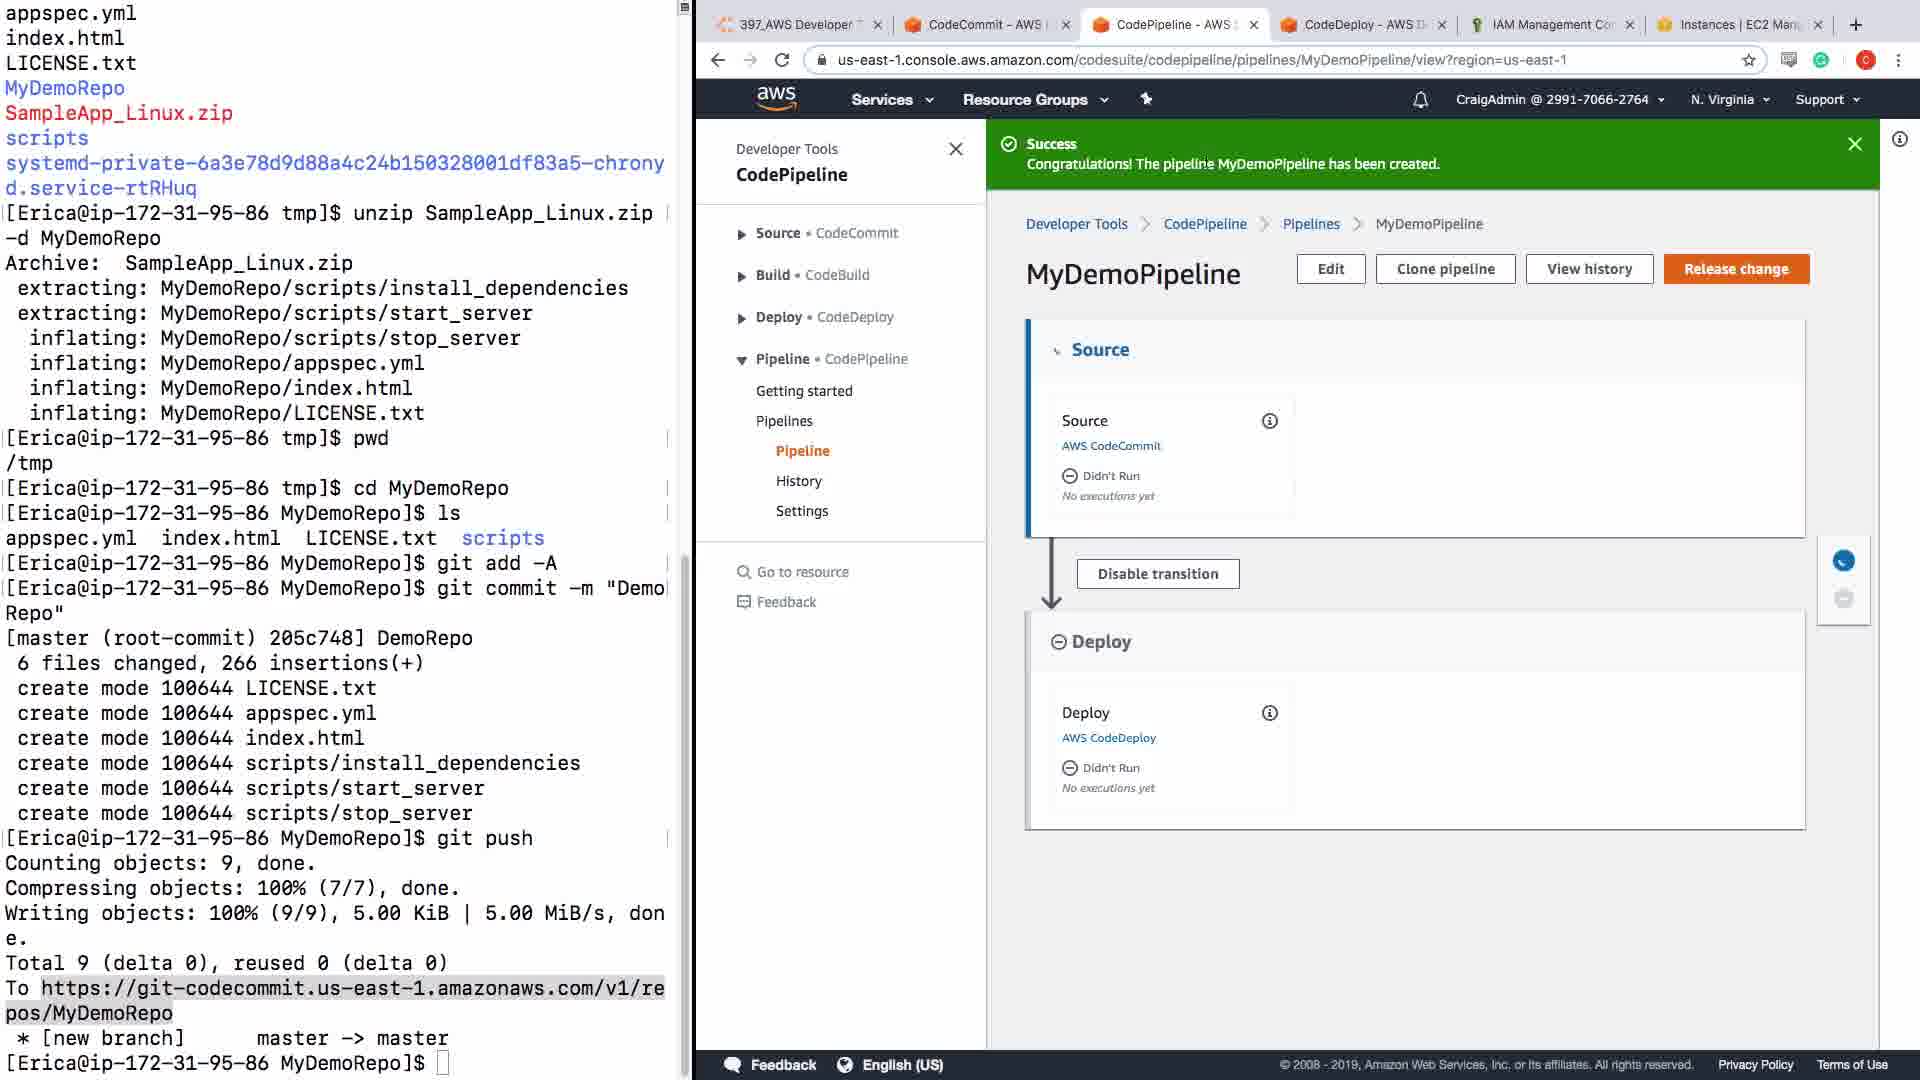 appspec.yml
index.html
LICENSE.txt
MyDemoRepo
SampleApp_Linux.zip
scripts
systemd-private-6a3e78d9d88a4c24b150328001df83a5-chrony
d.service-rtRHuq
[Erica@ip-172-31-95-86 tmp]$ unzip SampleApp_Linux.zip
-d MyDemoRepo
Archive:  SampleApp_Linux.zip
 extracting: MyDemoRepo/scripts/install_dependencies
 extracting: MyDemoRepo/scripts/start_server
  inflating: MyDemoRepo/scripts/stop_server
  inflating: MyDemoRepo/appspec.yml
  inflating: MyDemoRepo/index.html
  inflating: MyDemoRepo/LICENSE.txt
[Erica@ip-172-31-95-86 tmp]$ pwd
/tmp
[Erica@ip-172-31-95-86 tmp]$ cd MyDemoRepo
[Erica@ip-172-31-95-86 MyDemoRepo]$ ls
appspec.yml  index.html  LICENSE.txt  scripts
[Erica@ip-172-31-95-86 MyDemoRepo]$ git add -A
[Erica@ip-172-31-95-86 MyDemoRepo]$ git commit -m "Demo
Repo"
[master (root-commit) 205c748] DemoRepo
 6 files changed, 266 insertions(+)
 create mode 100644 LICENSE.txt
 create mode 100644 appspec.yml
 create mode 100644 index.html
 create mode 100644 scripts/install_dependencies
 create mode 100644 scripts/start_server
 create mode 100644 scripts/stop_server
[Erica@ip-172-31-95-86 MyDemoRepo]$ git push
Counting objects: 9, done.
Compressing objects: 100% (7/7), done.
Writing objects: 100% (9/9), 5.00 KiB | 5.00 MiB/s, don
e.
Total 9 (delta 0), reused 0 (delta 0)
To https://git-codecommit.us-east-1.amazonaws.com/v1/re
pos/MyDemoRepo
 * [new branch]      master -> master
[Erica@ip-172-31-95-86 MyDemoRepo]$
397_AWS Developer
CodeCommit - AWS
CodePipeline - AWS
CodeDeploy - AWS
IAM Management
Instances | EC2
us-east-1.console.aws.amazon.com/codesuite/codepipeline/pipelines/MyDemoPipeline/view?region=us-east-1
C
aws
Services
Resource Groups
CraigAdmin @ 2991-7066-2764
N. Virginia
Support
Developer Tools
CodePipeline
Source • CodeCommit
Build • CodeBuild
Deploy • CodeDeploy
Pipeline • CodePipeline
Getting started
Pipelines
Pipeline
History
Settings
Go to resource
Feedback
Success
Congratulations! The pipeline MyDemoPipeline has been created.
Developer Tools
CodePipeline
Pipelines
MyDemoPipeline
MyDemoPipeline
Edit
Clone pipeline
View history
Release change
Source
Source
AWS CodeCommit
Didn't Run
No executions yet
Disable transition
Deploy
Deploy
AWS CodeDeploy
Didn't Run
No executions yet
Feedback
English (US)
© 2008 - 2019, Amazon Web Services, Inc. or its affiliates. All rights reserved.
Privacy Policy
Terms of Use